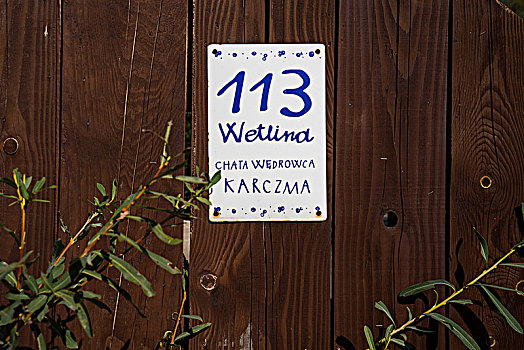 113
Wetlina
CHATA WĘDROWCA
KARCZMA